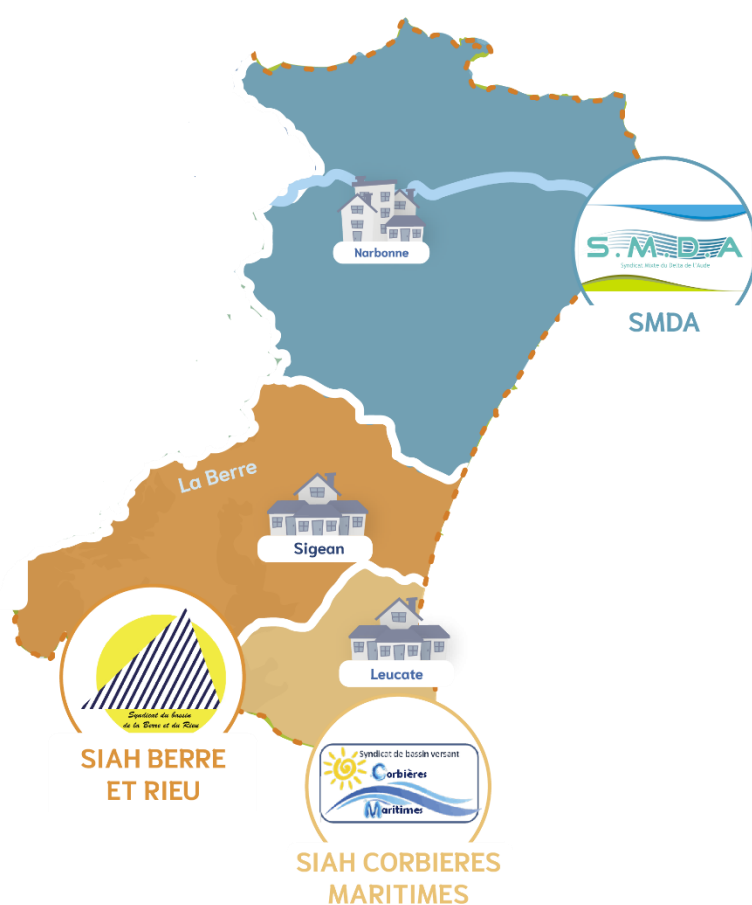 Narbonne
S.M.D.A
Syndicat Mixte du Delta de l'Aude
SMDA
La Berre
Sigean
Leucate
Syndicat du bassin
de la Berre et du Rieu
SIAH BERRE
ET RIEU
Syndicat de bassin versant
Corbières
Maritimes
SIAH CORBIERES
MARITIMES